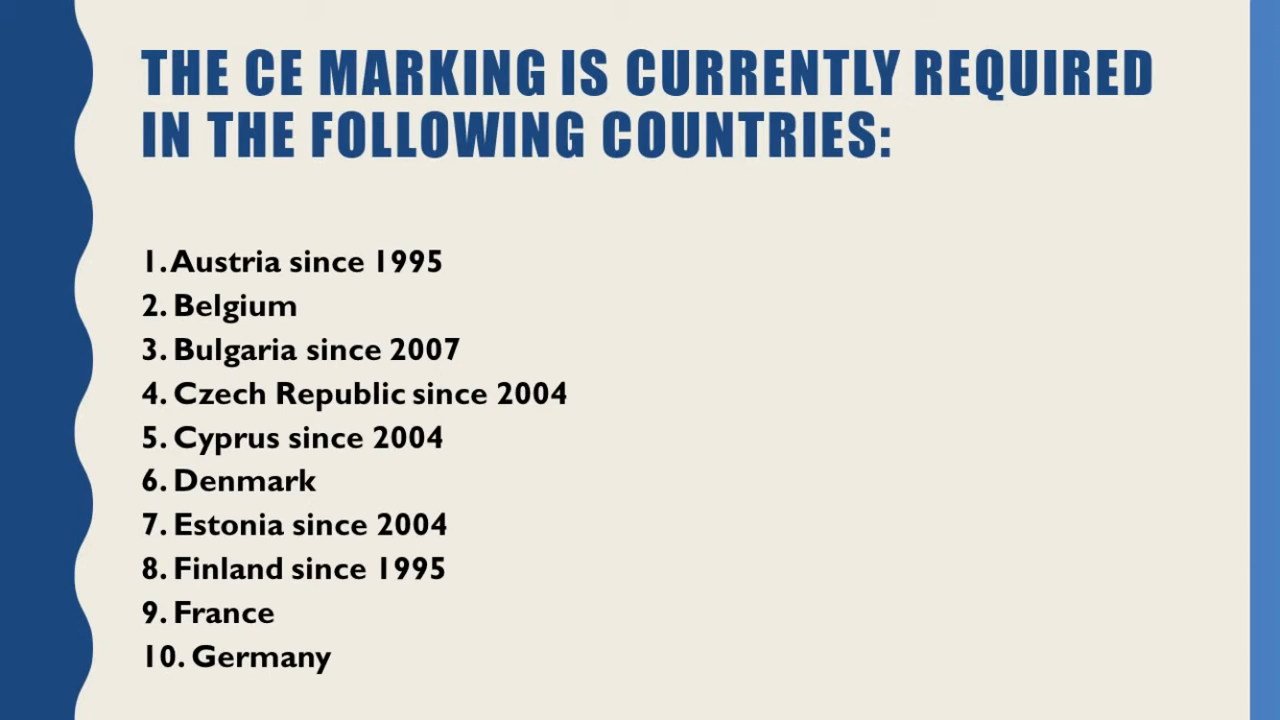 THE CE MARKING IS CURRENTLY REQUIRED
IN THE FOLLOWING COUNTRIES:
1. Austria since 1995
2. Belgium
3. Bulgaria since 2007
4. Czech Republic since 2004
5. Cyprus since 2004
6. Denmark
7. Estonia since 2004
8. Finland since 1995
9. France
10. Germany